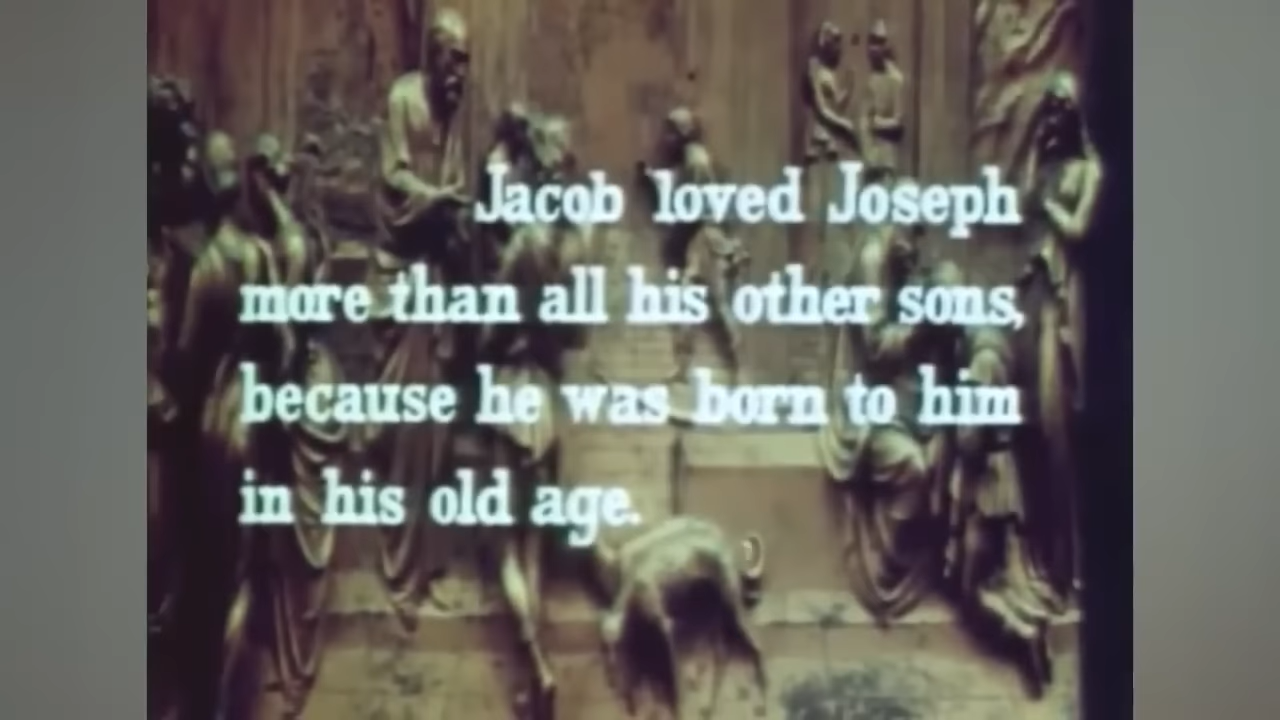 Jacob loved Joseph
more than all his other sons,
because he was born to him
in his old age.